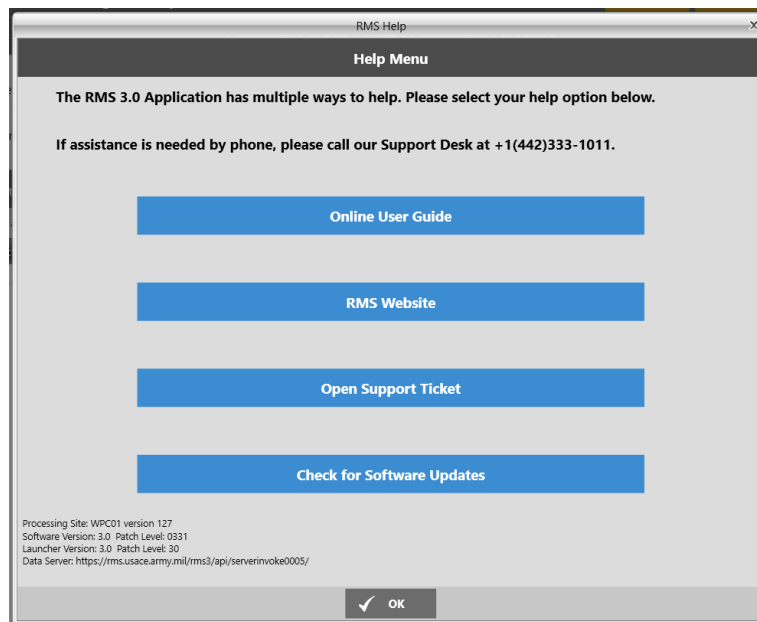 RMS Help
Help Menu
The RMS 3.0 Application has multiple ways to help. Please select your help option below.
If assistance is needed by phone, please call our Support Desk at +1(442)333-1011.
Online User Guide
RMS Website
Open Support Ticket
Check for Software Updates
Processing Site: WPC01 version 127
Software Version: 3.0 Patch Level: 0331
Launcher Version: 3.0 Patch Level: 30
Data Server: https://rms.usace.army.mil/rms3/api/serverinvoke0005/
OK